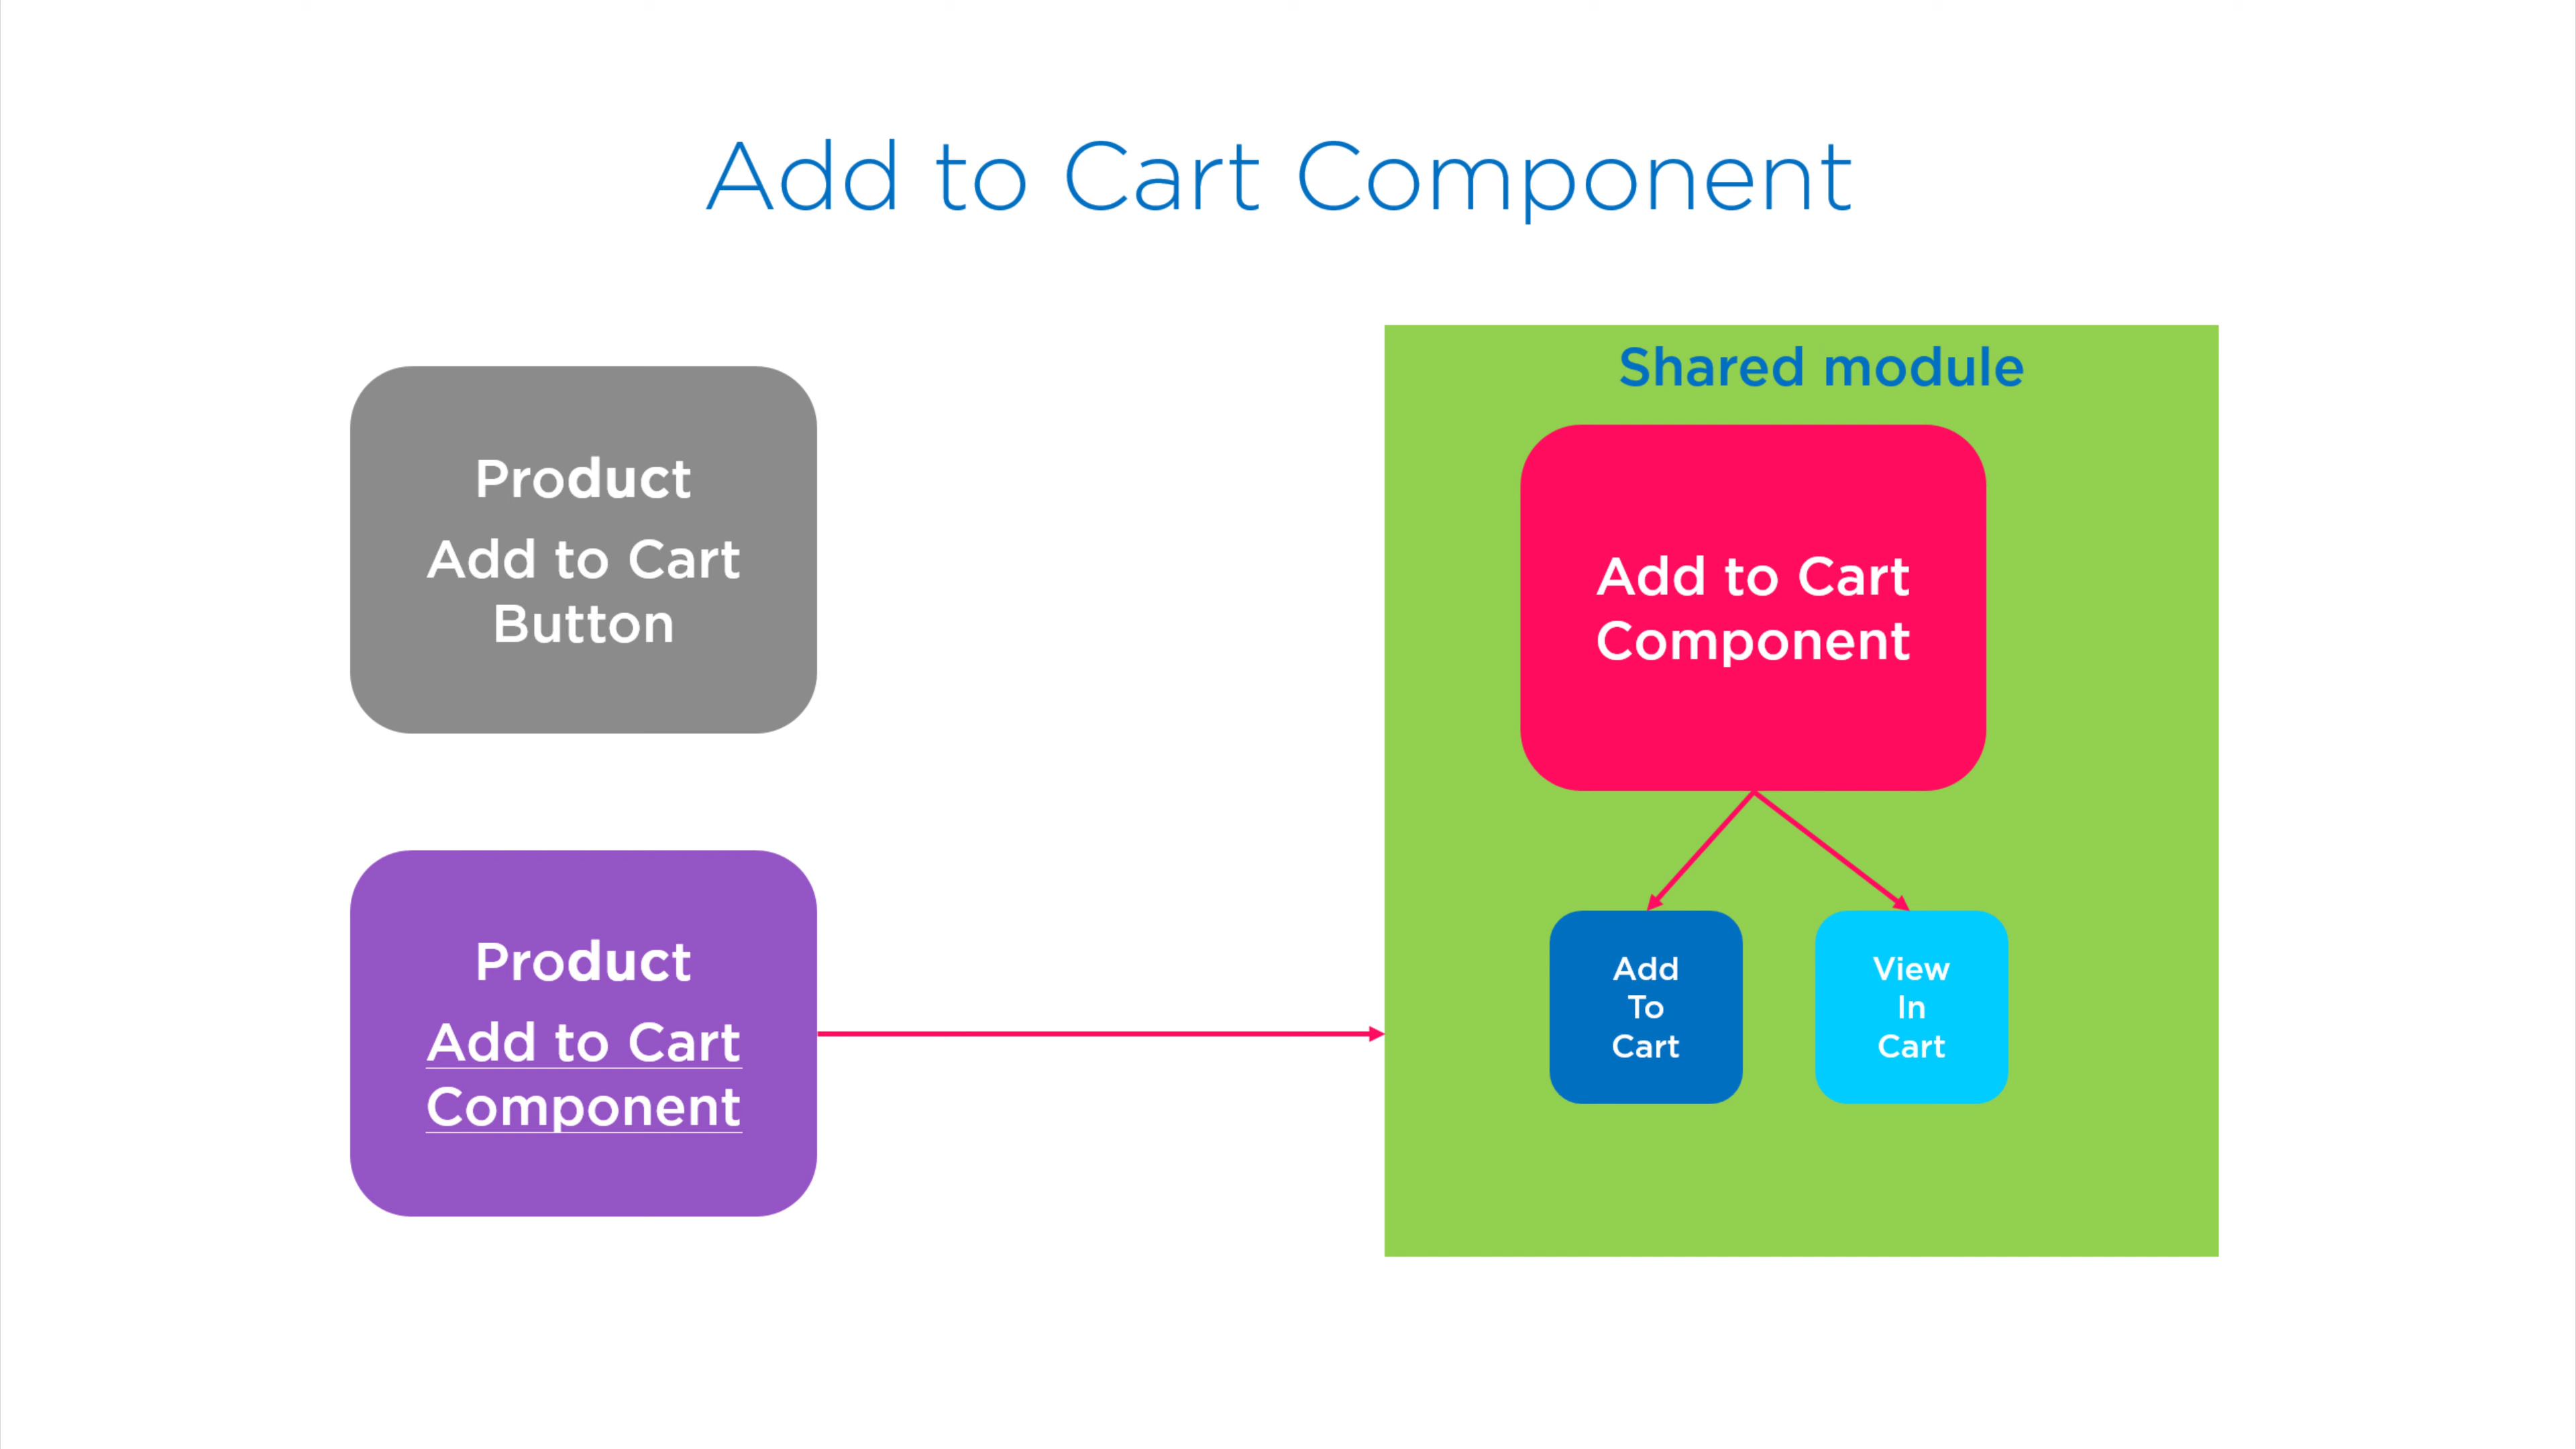 Add to Cart Component
Product
Add to Cart
Button
Product
Add to Cart
Component
Shared module
Add to Cart
Component
Add
To
Cart
View
In
Cart